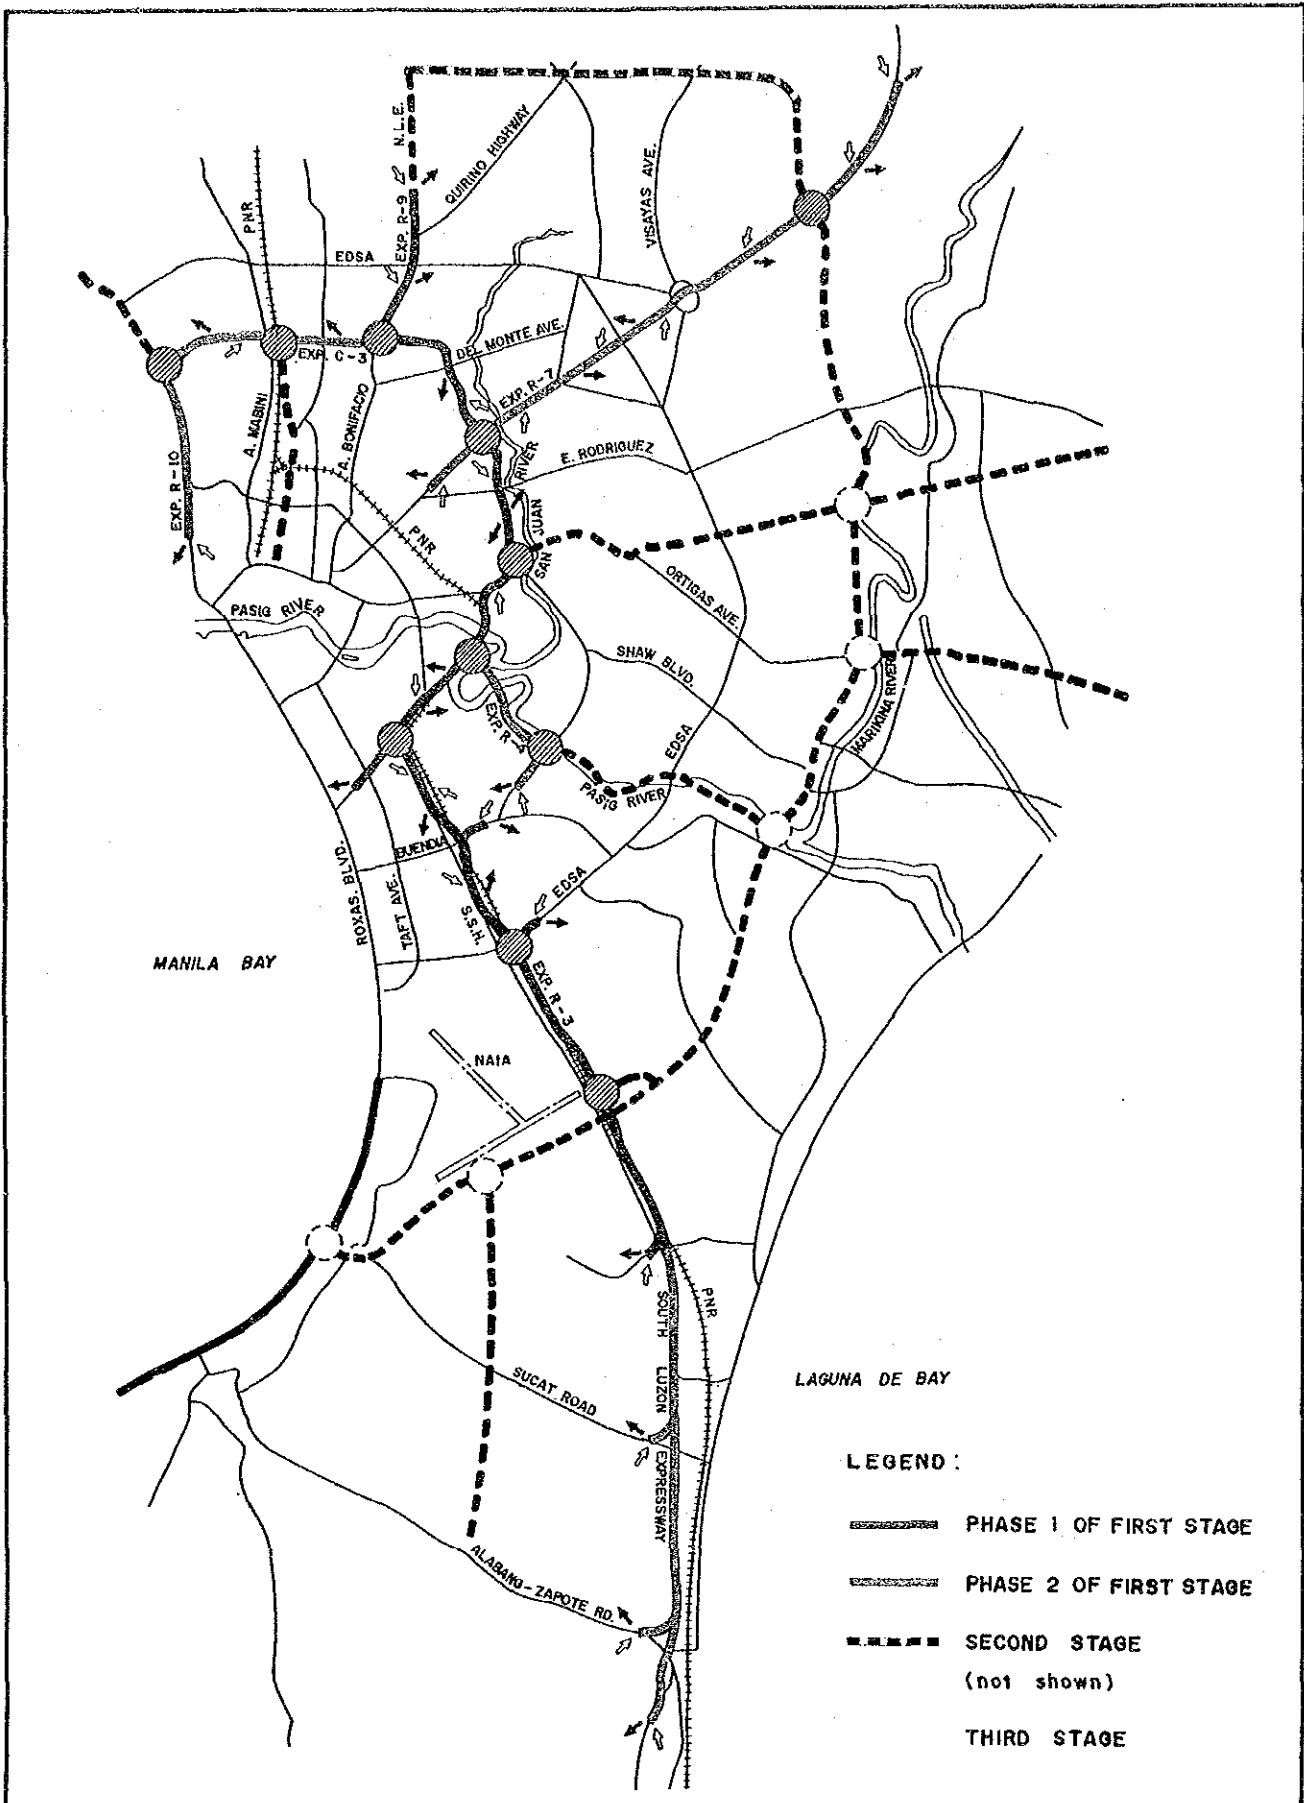 N.L.E.
QUIRINO HIGHWAY
VISAYAS AVE.
PNR
EXP. R-9
EDSA
EXP. C-3
DEL MONTE AVE.
EXP. R-7
A. MABINI
A. BONIFACIO
E. RODRIGUEZ
EXP. R-10
PNR
SAN JUAN RIVER
ORTIGAS AVE.
PASIG RIVER
SHAW BLVD.
EXP. R-4
EDSA
MARIKINA RIVER
PASIG RIVER
BUENDIA
ROXAS. BLVD.
TAFT AVE.
S.S.H.
EDSA
MANILA BAY
EXP. R-3
NAIA
PNR
SOUTH LUZON EXPRESSWAY
SUCAT ROAD
LAGUNA DE BAY
ALABANG-ZAPOTE RD.
LEGEND :
PHASE 1 OF FIRST STAGE
PHASE 2 OF FIRST STAGE
SECOND STAGE
(not shown)
THIRD STAGE